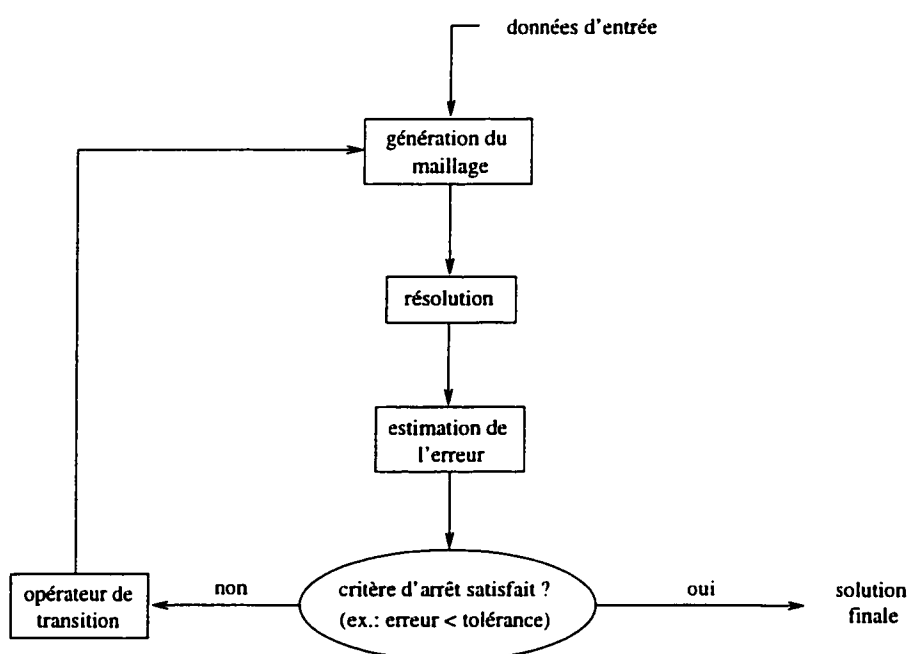 données d'entrée
génération du
maillage
résolution
estimation de
l'erreur
critère d'arrêt satisfait ?
(ex.: erreur < tolérance)
non
opérateur de
transition
oui
solution
finale